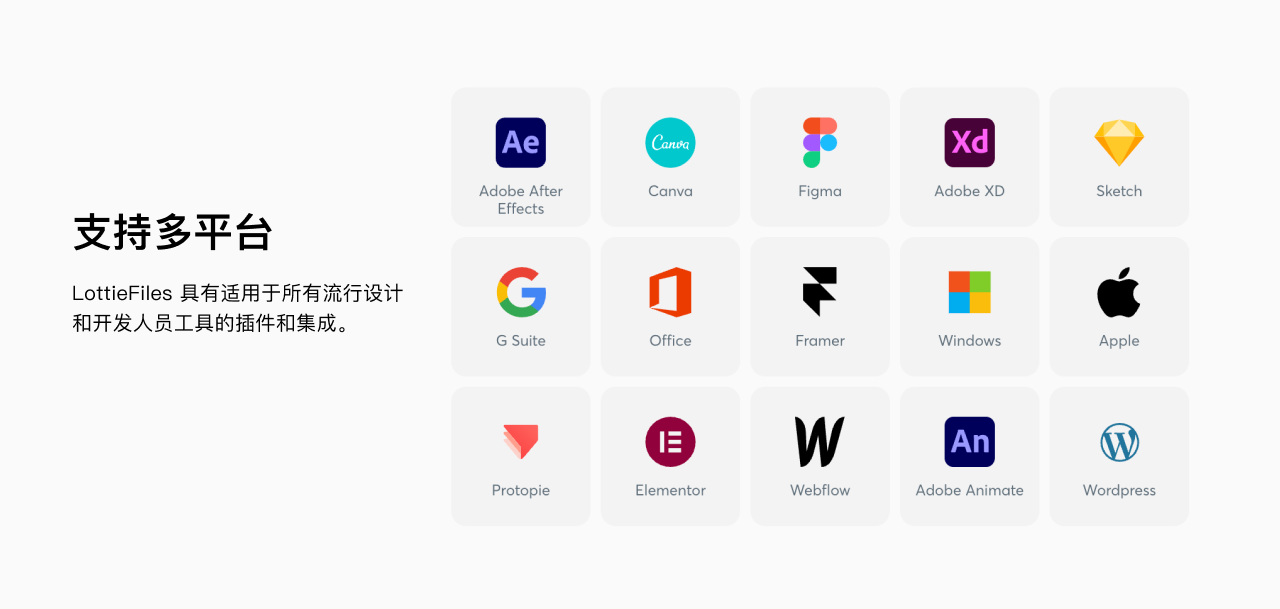 支持多平台
LottieFiles 具有适用于所有流行设计
和开发人员工具的插件和集成。
Ae
Adobe After
Effects
Canva
Canva
Figma
Xd
Adobe XD
Sketch
G
G Suite
Office
Framer
Windows
Apple
Protopie
E
Elementor
W
Webflow
An
Adobe Animate
W
Wordpress